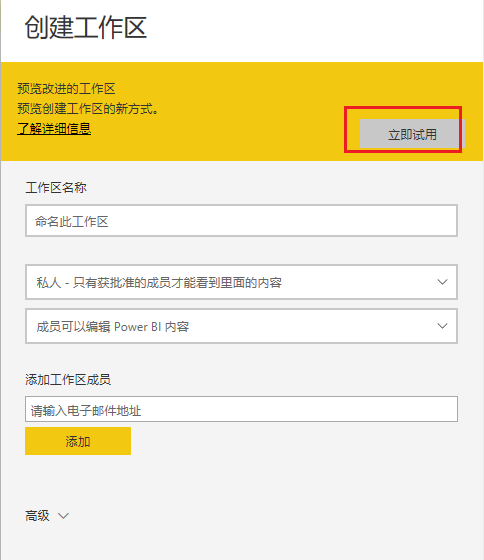 创建工作区
预览改进的工作区
预览创建工作区的新方式。
了解详细信息
立即试用
工作区名称
命名此工作区
私人 - 只有获批准的成员才能看到里面的内容
成员可以编辑 Power BI 内容
添加工作区成员
请输入电子邮件地址
添加
高级